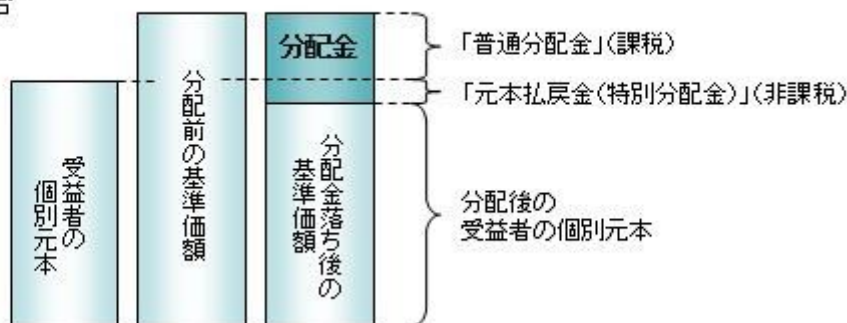 分配金
「普通分配金」(課税)
「元本払戻金(特別分配金)」(非課税)
受益者の
個別元本
分配前の基準価額
分配金落ち後の
基準価額
分配後の
受益者の個別元本